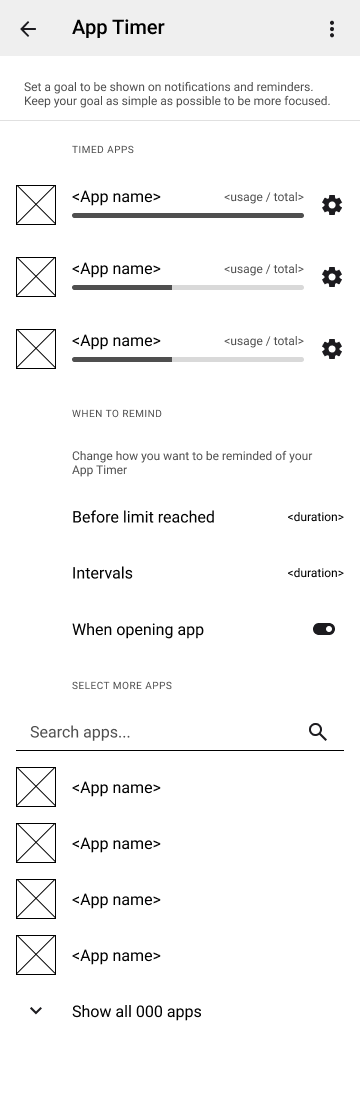 App Timer
Set a goal to be shown on notifications and reminders.
Keep your goal as simple as possible to be more focused.
TIMED APPS
<App name> <usage / total>
<App name> <usage / total>
<App name> <usage / total>
WHEN TO REMIND
Change how you want to be reminded of your
App Timer
Before limit reached <duration>
Intervals <duration>
When opening app
SELECT MORE APPS
Search apps...
<App name>
<App name>
<App name>
<App name>
Show all 000 apps